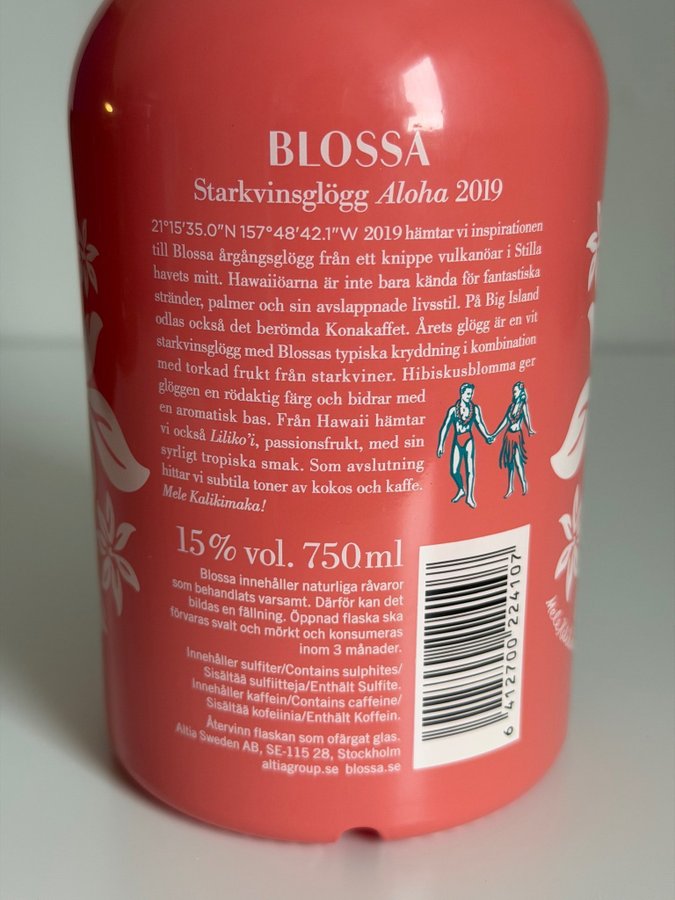 BLOSSA
Starkvinsglögg Aloha 2019
21°15'35.0"N 157°48'42.1"W 2019 hämtar vi inspirationen
till Blossa årgångsglögg från ett knippe vulkanöar i Stilla
havets mitt. Hawaiiöarna är inte bara kända för fantastiska
stränder, palmer och sin avslappnade livsstil. På Big Island
odlas också det berömda Konakaffet. Årets glögg är en vit
starkvinsglögg med Blossas typiska kryddning i kombination
med torkad frukt från starkviner. Hibiskusblomma ger
glöggen en rödaktig färg och bidrar med
en aromatisk bas. Från Hawaii hämtar
vi också Liliko'i, passionsfrukt, med sin
syrligt tropiska smak. Som avslutning
hittar vi subtila toner av kokos och kaffe.
Mele Kalikimaka!
15% vol. 750ml
Blossa innehåller naturliga råvaror
som behandlats varsamt. Därför kan det
bildas en fällning. Öppnad flaska ska
förvaras svalt och mörkt och konsumeras
inom 3 månader.
Innehåller sulfiter/Contains sulphites/
Sisältää sulfiitteja/Enthält Sulfite.
Innehåller kaffein/Contains caffeine/
Sisältää kofeiinia/Enthält Koffein.
Återvinn flaskan som ofärgat glas.
Altia Sweden AB, SE-115 28, Stockholm
altiagroup.se blossa.se
6 412700 224107
Mele